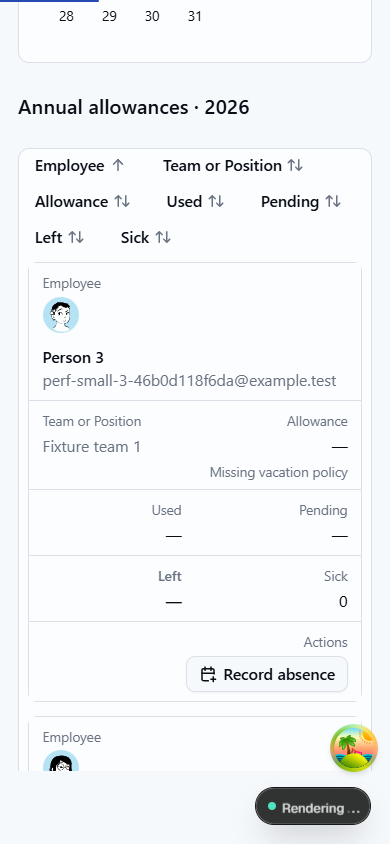 28 29 30 31
Annual allowances · 2026
Employee ↑ Team or Position ↑↓
Allowance ↑↓ Used ↑↓ Pending ↑↓
Left ↑↓ Sick ↑↓
Employee
Person 3
perf-small-3-46b0d118f6da@example.test
Team or Position Allowance
Fixture team 1 —
Missing vacation policy
Used Pending
— —
Left Sick
— 0
Actions
Record absence
Employee
Rendering ...